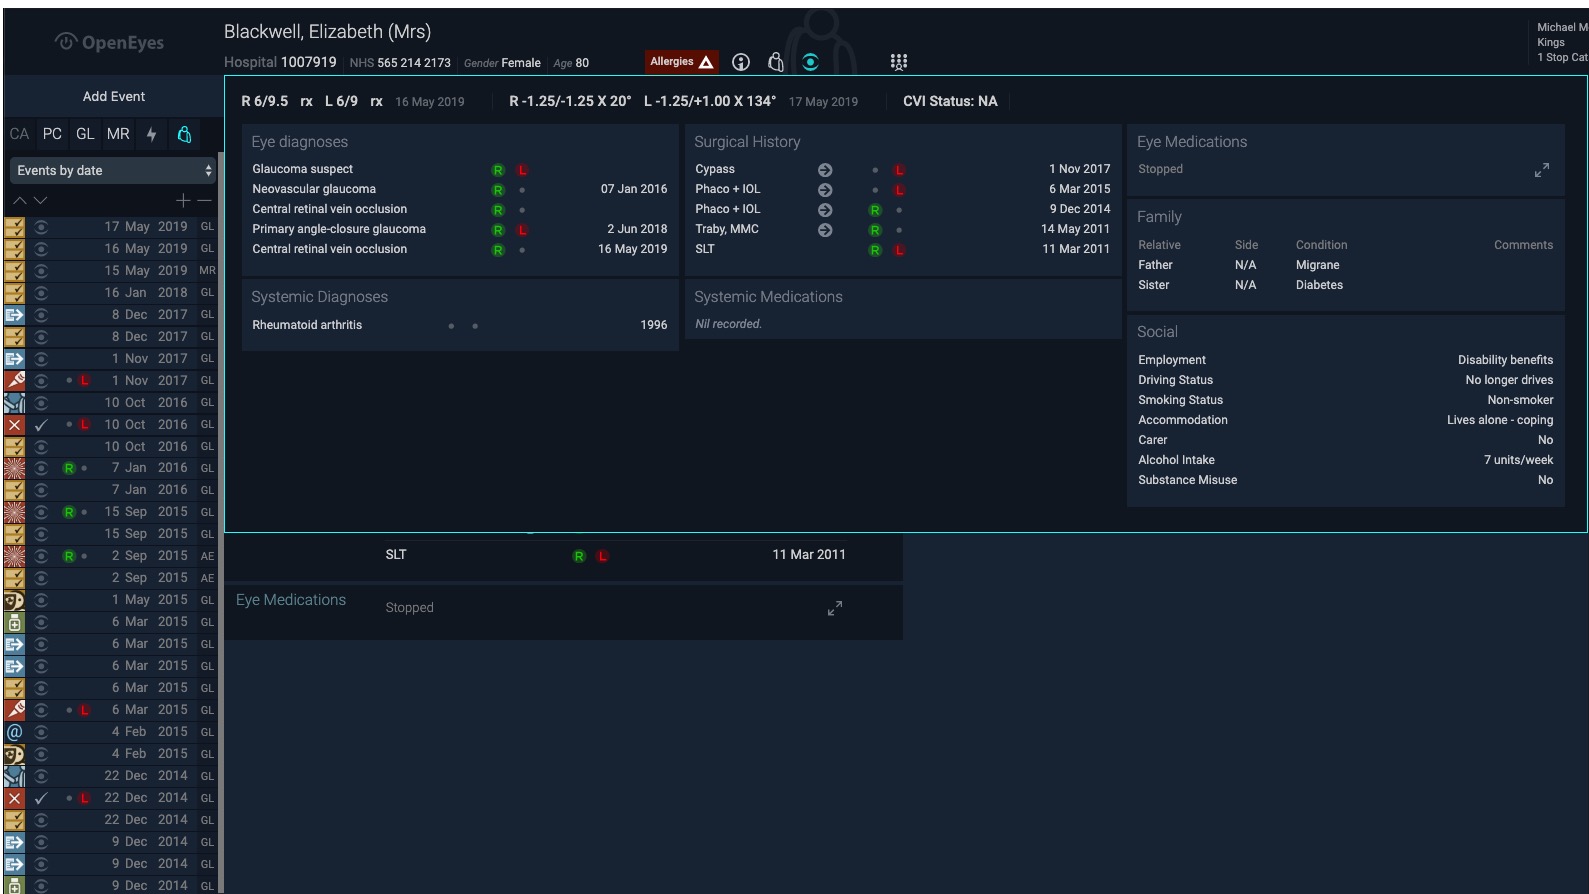 OpenEyes
Blackwell, Elizabeth (Mrs)
Hospital 1007919 NHS 565 214 2173 Gender Female Age 80
Allergies
Michael M
Kings
1 Stop Cat
Add Event
CA PC GL MR
Events by date
17 May 2019 GL
16 May 2019 GL
15 May 2019 MR
16 Jan 2018 GL
8 Dec 2017 GL
8 Dec 2017 GL
1 Nov 2017 GL
L 1 Nov 2017 GL
10 Oct 2016 GL
L 10 Oct 2016 GL
10 Oct 2016 GL
R 7 Jan 2016 GL
7 Jan 2016 GL
R 15 Sep 2015 GL
15 Sep 2015 GL
R 2 Sep 2015 AE
2 Sep 2015 AE
1 May 2015 GL
6 Mar 2015 GL
6 Mar 2015 GL
6 Mar 2015 GL
6 Mar 2015 GL
L 6 Mar 2015 GL
@ 4 Feb 2015 GL
4 Feb 2015 GL
22 Dec 2014 GL
L 22 Dec 2014 GL
22 Dec 2014 GL
9 Dec 2014 GL
9 Dec 2014 GL
9 Dec 2014 GL
R 6/9.5 rx L 6/9 rx 16 May 2019 R -1.25/-1.25 X 20° L -1.25/+1.00 X 134° 17 May 2019 CVI Status: NA
Eye diagnoses
Glaucoma suspect R L
Neovascular glaucoma R 07 Jan 2016
Central retinal vein occlusion R
Primary angle-closure glaucoma R L 2 Jun 2018
Central retinal vein occlusion R 16 May 2019
Systemic Diagnoses
Rheumatoid arthritis 1996
Surgical History
Cypass L 1 Nov 2017
Phaco + IOL L 6 Mar 2015
Phaco + IOL R 9 Dec 2014
Traby, MMC R 14 May 2011
SLT R L 11 Mar 2011
Systemic Medications
Nil recorded.
Eye Medications
Stopped
Family
Relative Side Condition Comments
Father N/A Migrane
Sister N/A Diabetes
Social
Employment Disability benefits
Driving Status No longer drives
Smoking Status Non-smoker
Accommodation Lives alone - coping
Carer No
Alcohol Intake 7 units/week
Substance Misuse No
SLT R L 11 Mar 2011
Eye Medications Stopped